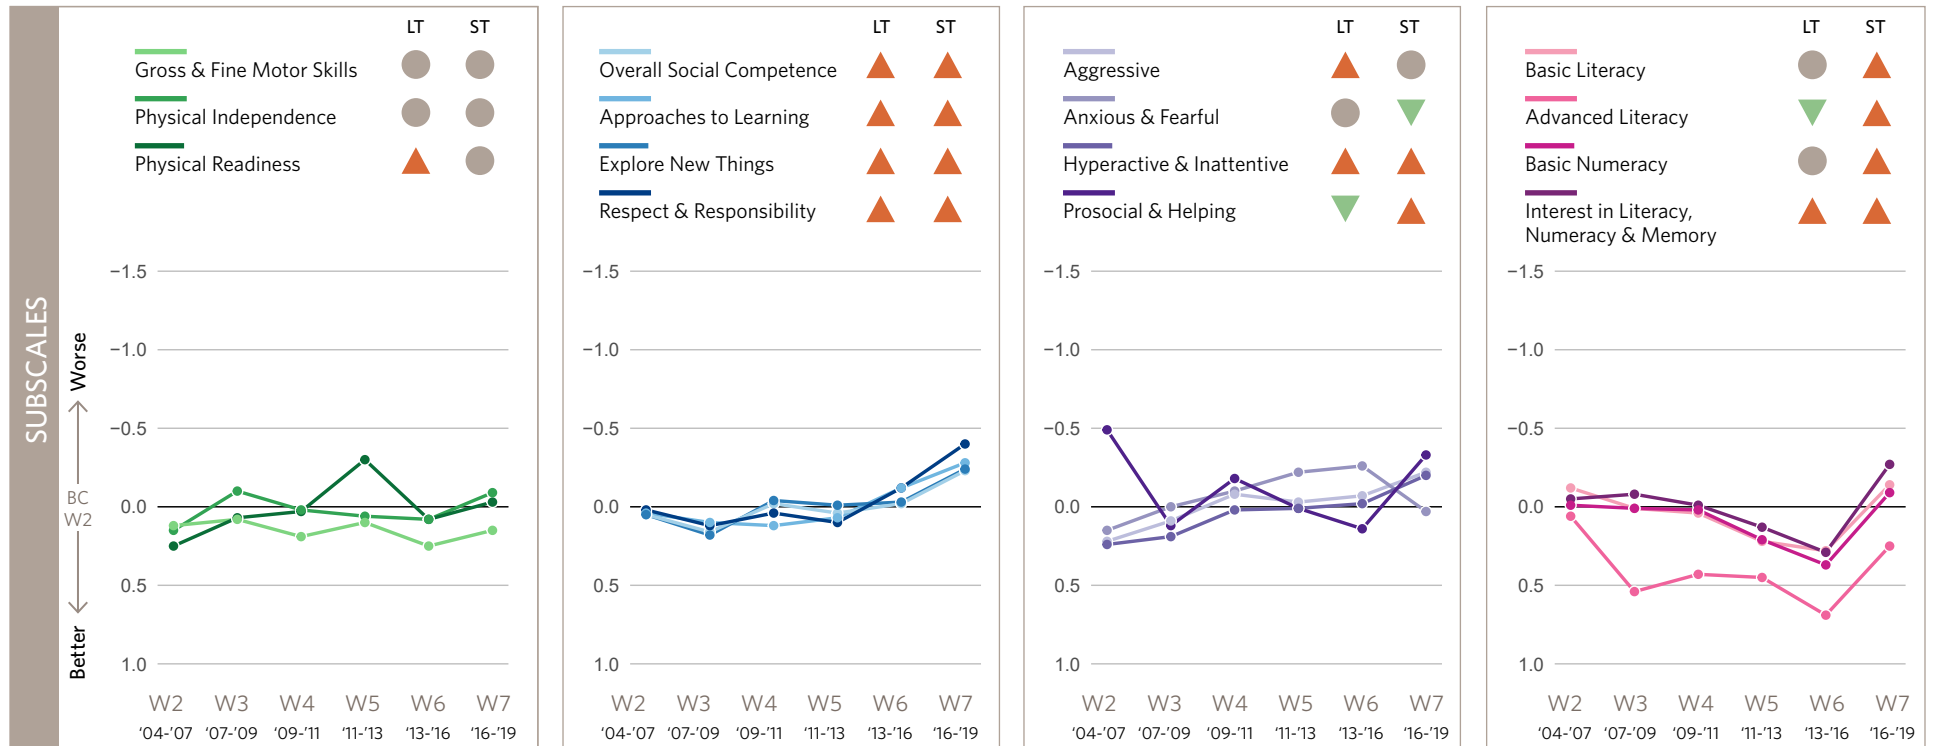 SUBSCALES
Worse
BC
W2
Better
LT ST
Gross & Fine Motor Skills
Physical Independence
Physical Readiness
−1.5
−1.0
−0.5
0.0
0.5
1.0
W2 W3 W4 W5 W6 W7
‘04-’07 ‘07-’09 ‘09-’11 ‘11-’13 ‘13-’16 ‘16-’19
LT ST
Overall Social Competence
Approaches to Learning
Explore New Things
Respect & Responsibility
−1.5
−1.0
−0.5
0.0
0.5
1.0
W2 W3 W4 W5 W6 W7
‘04-’07 ‘07-’09 ‘09-’11 ‘11-’13 ‘13-’16 ‘16-’19
LT ST
Aggressive
Anxious & Fearful
Hyperactive & Inattentive
Prosocial & Helping
−1.5
−1.0
−0.5
0.0
0.5
1.0
W2 W3 W4 W5 W6 W7
‘04-’07 ‘07-’09 ‘09-’11 ‘11-’13 ‘13-’16 ‘16-’19
LT ST
Basic Literacy
Advanced Literacy
Basic Numeracy
Interest in Literacy,
Numeracy & Memory
−1.5
−1.0
−0.5
0.0
0.5
1.0
W2 W3 W4 W5 W6 W7
‘04-’07 ‘07-’09 ‘09-’11 ‘11-’13 ‘13-’16 ‘16-’19